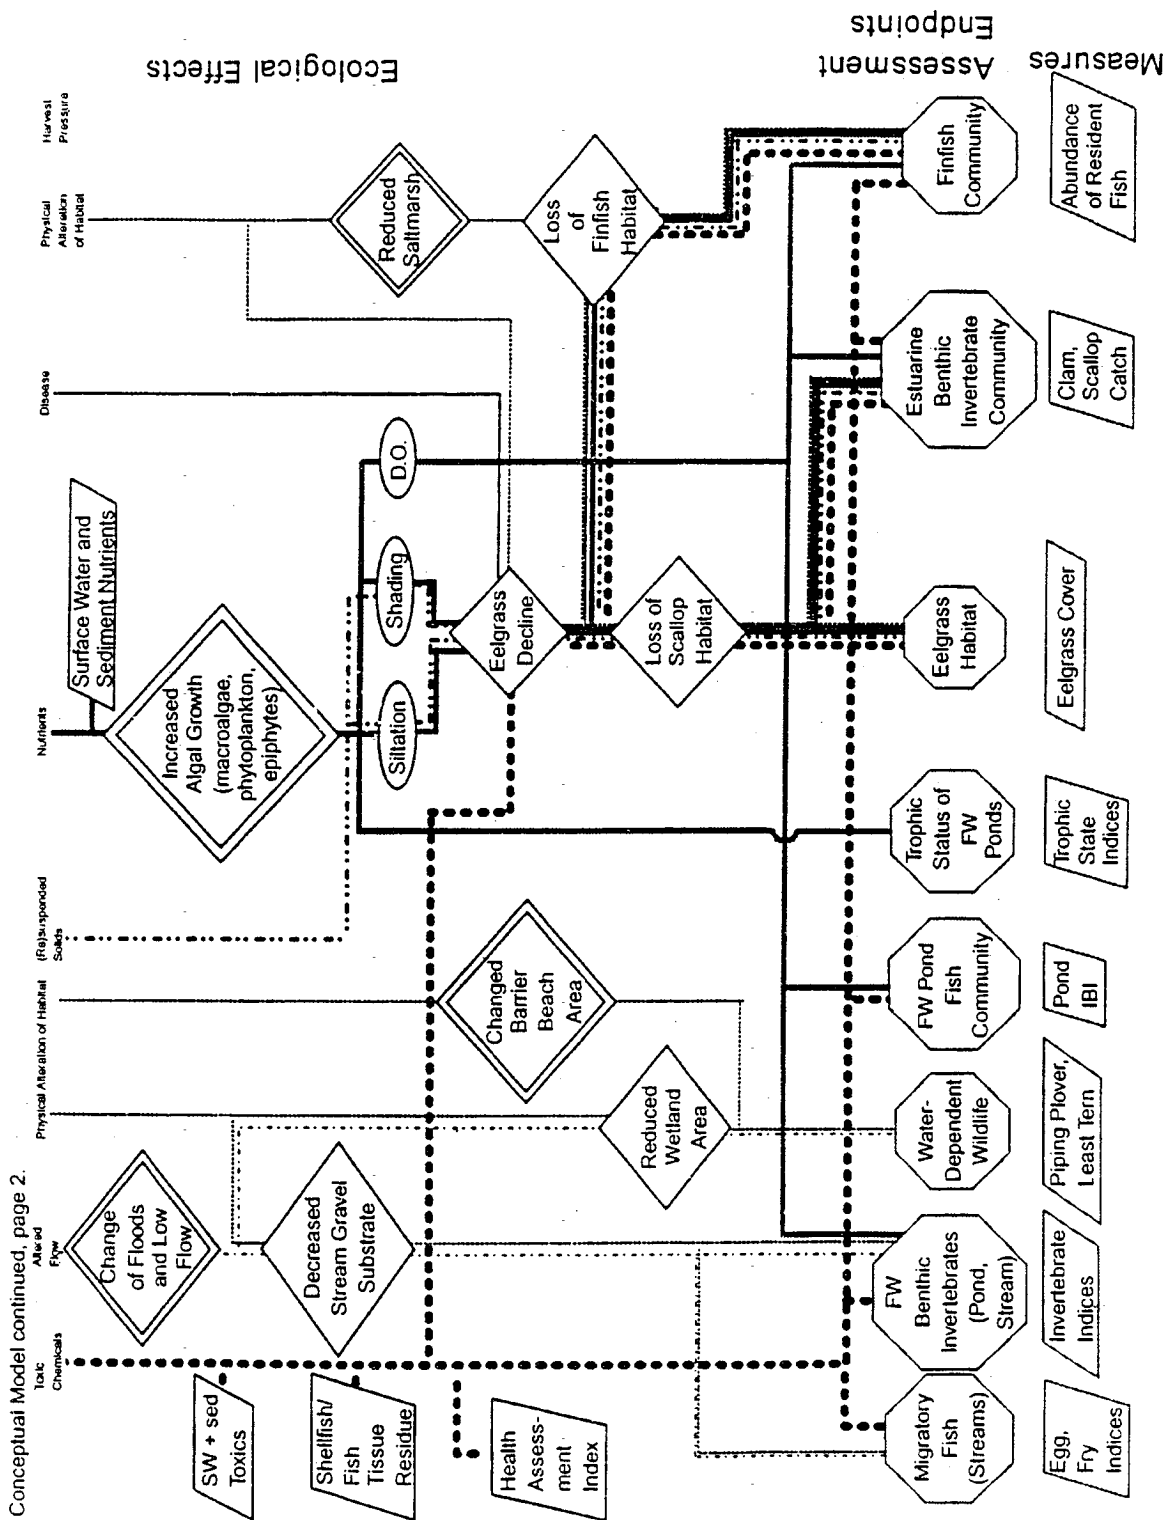 Conceptual Model continued, page 2.
Toxic
Chemicals
Altered
Flow
Physical Alteration of Habitat
(Re)suspended
Solids
Nutrients
Disease
Physical
Alteration
of Habitat
Harvest
Pressure
Ecological Effects
SW + sed
Toxics
Shellfish/
Fish
Tissue
Residue
Health
Assess-
ment
Index
Change
of Floods
and Low
Flow
Decreased
Stream Gravel
Substrate
Reduced
Wetland
Area
Changed
Barrier
Beach
Area
Surface Water and
Sediment Nutrients
Increased
Algal Growth
(macroalgae,
phytoplankton,
epiphytes)
Siltation
Shading
D.O.
Eelgrass
Decline
Loss of
Scallop
Habitat
Reduced
Saltmarsh
Loss
of
Finfish
Habitat
Assessment
Endpoints
Migratory
Fish
(Streams)
FW
Benthic
Invertebrates
(Pond,
Stream)
Water-
Dependent
Wildlife
FW Pond
Fish
Community
Trophic
Status of
FW
Ponds
Eelgrass
Habitat
Estuarine
Benthic
Invertebrate
Community
Finfish
Community
Measures
Egg,
Fry
Indices
Invertebrate
Indices
Piping Plover,
Least Tern
Pond
IBI
Trophic
State
Indices
Eelgrass Cover
Clam,
Scallop
Catch
Abundance
of Resident
Fish